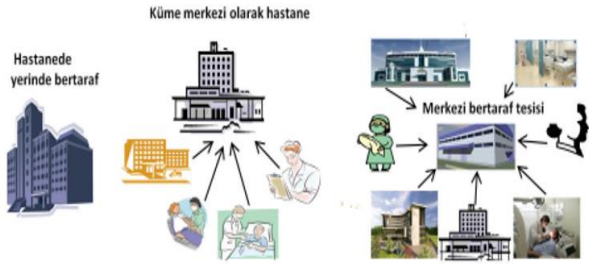 Küme merkezi olarak hastane
Hastanede
yerinde bertaraf
Merkezi bertaraf tesisi